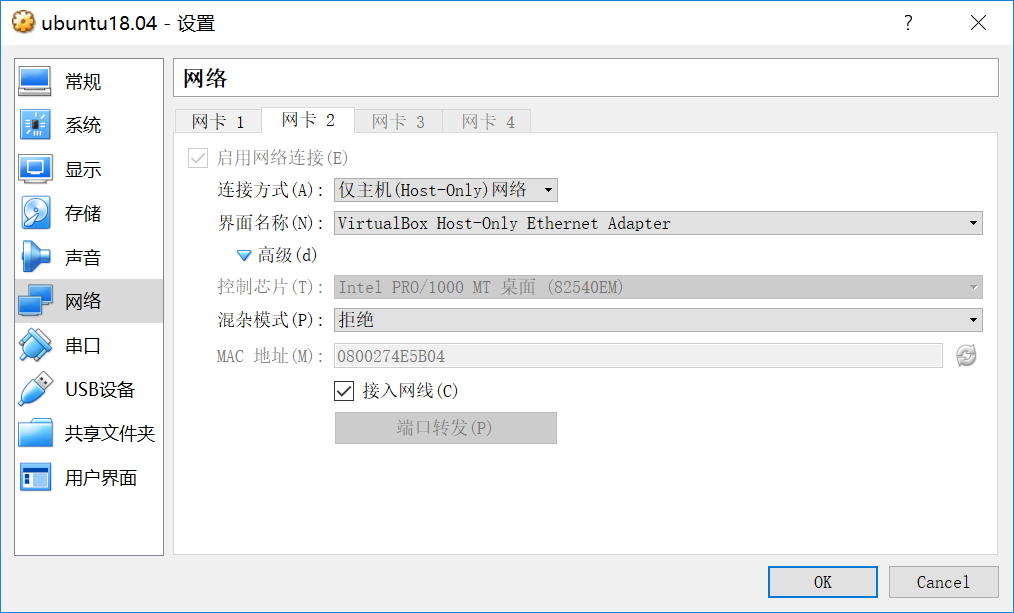 ubuntu18.04 - 设置
?
常规
系统
显示
存储
声音
网络
串口
USB设备
共享文件夹
用户界面
网络
网卡 1 网卡 2 网卡 3 网卡 4
启用网络连接(E)
连接方式(A): 仅主机(Host-Only)网络
界面名称(N): VirtualBox Host-Only Ethernet Adapter
高级(d)
控制芯片(T): Intel PRO/1000 MT 桌面 (82540EM)
混杂模式(P): 拒绝
MAC 地址(M): 0800274E5B04
接入网线(C)
端口转发(P)
OK Cancel